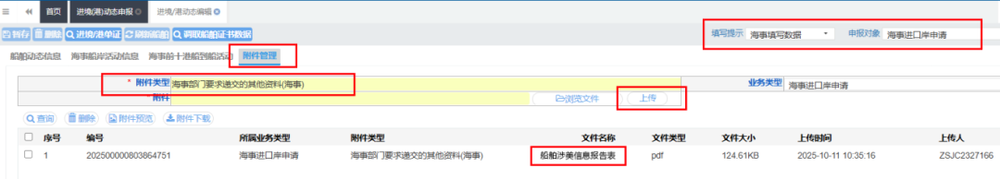 首页 进境(港)动态申报 进境/港动态编辑
暂存 删除 进境/港单证 刷新船舶 调取船舶证书数据 填写提示 海事填写数据 申报对象 海事进口岸申请
船舶动态信息 海事船岸活动信息 海事前十港船到船活动 附件管理
* 附件类型 海事部门要求递交的其他资料(海事) 业务类型 海事进口岸申请
* 附件 浏览文件 上传
查询 删除 附件预览 附件下载
序号 编号 所属业务类型 附件类型 文件名称 文件类型 文件大小 上传时间 上传人
1 202500000803864751 海事进口岸申请 海事部门要求递交的其他资料(海事) 船舶涉美信息报告表 pdf 124.61KB 2025-10-11 10:35:16 ZSJC2327166